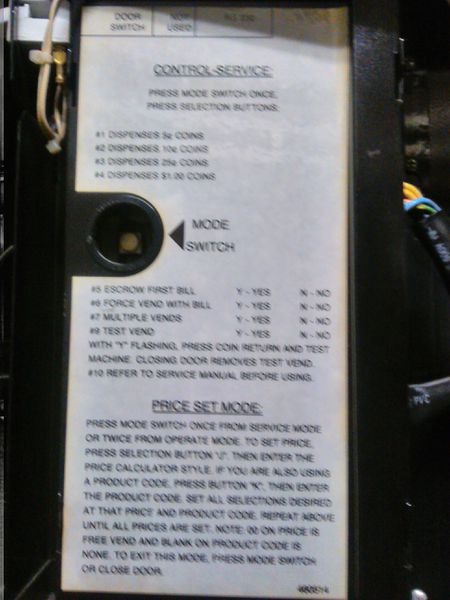 DOOR SWITCH
NOW USED
CONTROL-SERVICE:
PRESS MODE SWITCH ONCE,
PRESS SELECTION BUTTONS:
#1 DISPENSES 5¢ COINS
#2 DISPENSES 10¢ COINS
#3 DISPENSES 25¢ COINS
#4 DISPENSES $1.00 COINS
MODE
SWITCH
#5 ESCROW FIRST BILL Y - YES N - NO
#6 FORCE VEND WITH BILL Y - YES N - NO
#7 MULTIPLE VENDS Y - YES N - NO
#9 TEST VEND Y - YES N - NO
WITH "Y" FLASHING, PRESS COIN RETURN AND TEST
MACHINE. CLOSING DOOR REMOVES TEST VEND.
#10 REFER TO SERVICE MANUAL BEFORE USING.
PRICE SET MODE:
PRESS MODE SWITCH ONCE FROM SERVICE MODE
OR TWICE FROM OPERATE MODE. TO SET PRICE,
PRESS SELECTION BUTTON "J". THEN ENTER THE
PRICE CALCULATOR STYLE. IF YOU ARE ALSO USING
A PRODUCT CODE, PRESS BUTTON "K", THEN ENTER
THE PRODUCT CODE. SET ALL SELECTIONS DESIRED
AT THAT PRICE AND PRODUCT CODE. REPEAT ABOVE
UNTIL ALL PRICES ARE SET. NOTE: 00 ON PRICE IS
FREE VEND AND BLANK ON PRODUCT CODE IS
NONE. TO EXIT THIS MODE, PRESS MODE SWITCH
OR CLOSE DOOR.
PVC